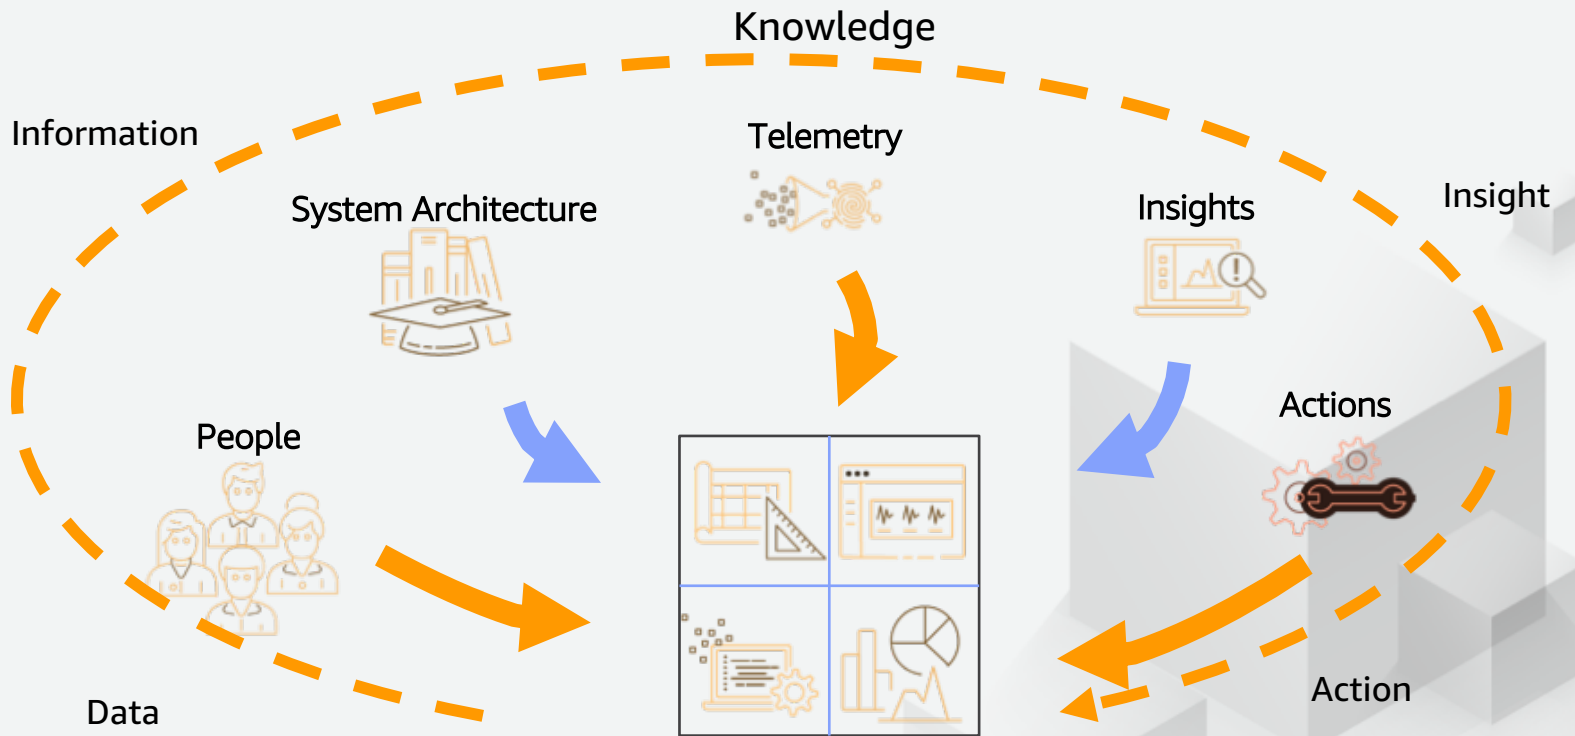 Knowledge
Information
Telemetry
Insight
System Architecture
Insights
Actions
People
Action
Data